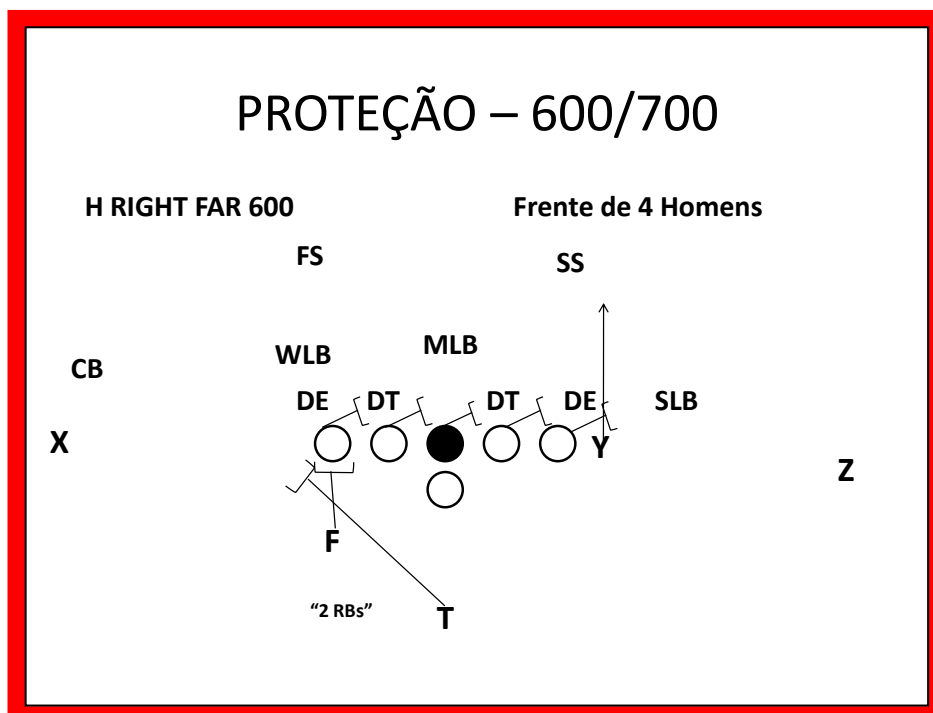 PROTEÇÃO – 600/700
H RIGHT FAR 600
Frente de 4 Homens
FS
SS
WLB
MLB
CB
DE
DT
DT
DE
SLB
X
Y
Z
F
“2 RBs”
T